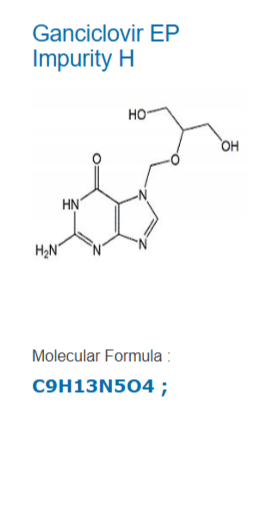 Ganciclovir EP
Impurity H
HO
OH
O
O
N
HN
H₂N
N
N
Molecular Formula :
C9H13N5O4 ;